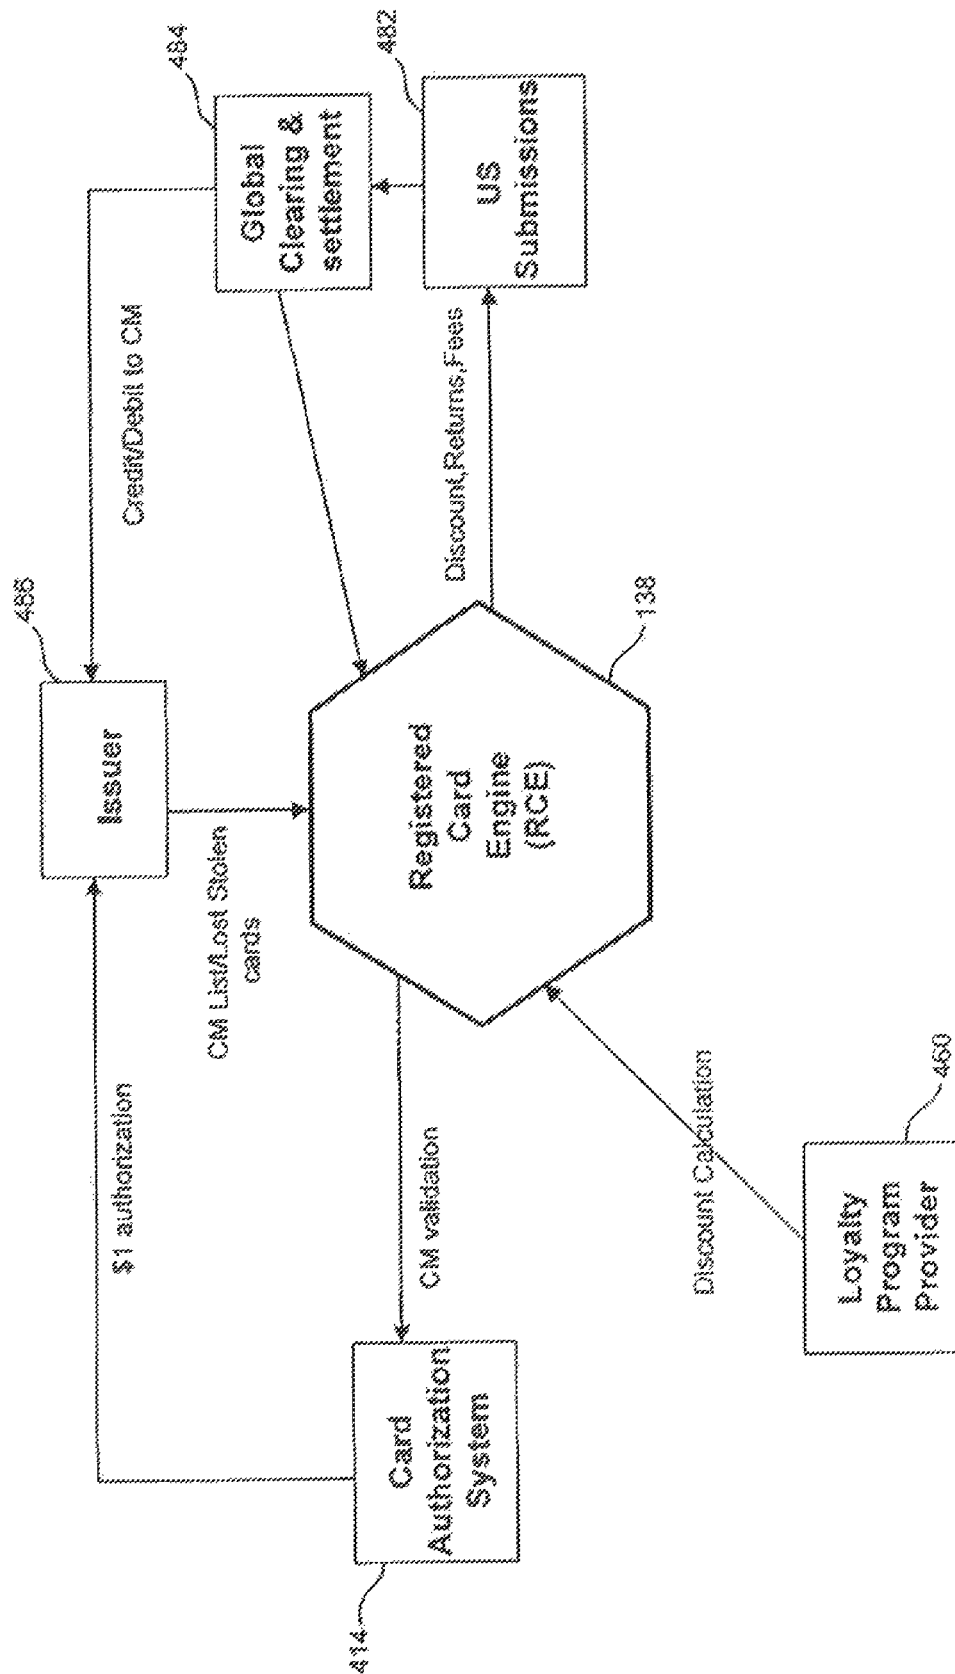 486
Issuer
$1 authorization
Credit/Debit to CM
484
Global
Clearing &
settlement
CM List/Lost Stolen
cards
414
Card
Authorization
System
CM validation
Registered
Card
Engine
(RCE)
138
Discount,Returns,Fees
482
US
Submissions
Discount Calculation
460
Loyalty
Program
Provider